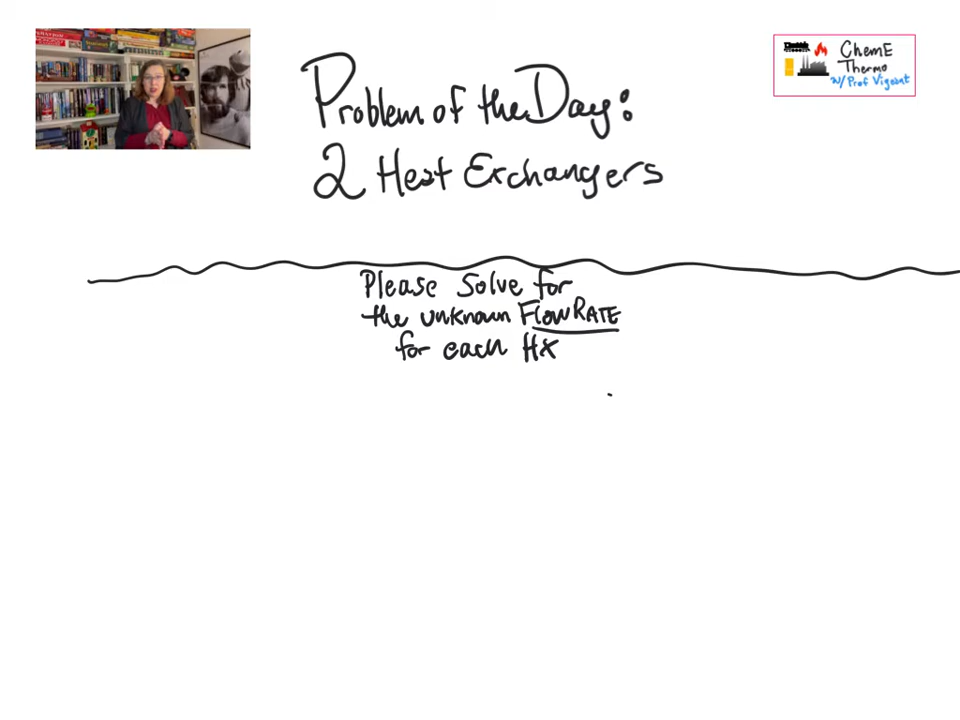 Problem of the Day:
2 Heat Exchangers
ChemE
Thermo
w/ Prof Vigeant
Please Solve for
the unknown FlowRATE
for each HX